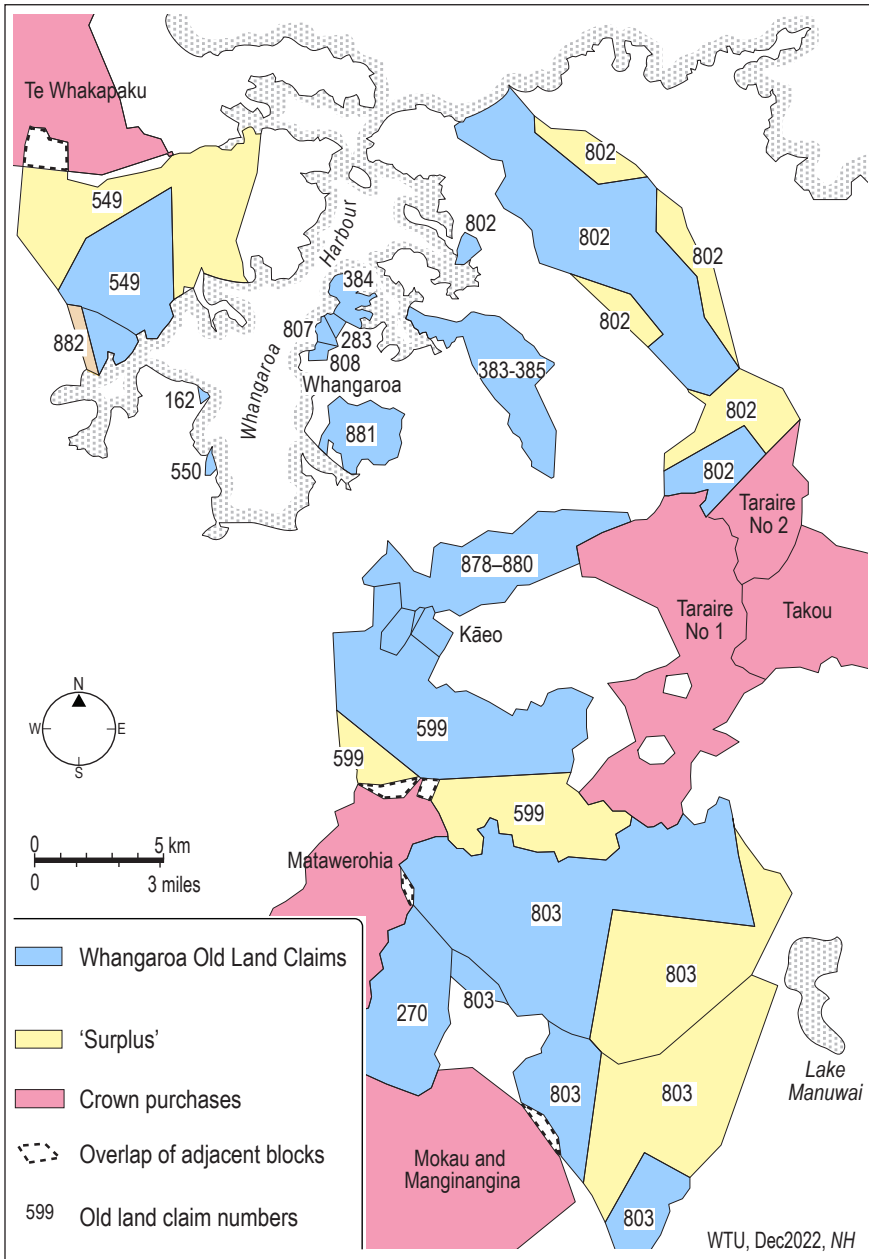 Te Whakapaku
549
549
882
162
550
Whangaroa
Harbour
384
807
283
808
Whangaroa
881
802
383-385
802
802
802
802
802
802
Taraire
No 2
Taraire
No 1
Takou
878–880
Kāeo
599
599
599
N
W
E
S
0
5 km
0
3 miles
Matawerohia
803
803
803
270
803
803
803
Mokau and
Manginangina
Lake
Manuwai
Whangaroa Old Land Claims
'Surplus'
Crown purchases
Overlap of adjacent blocks
599
Old land claim numbers
WTU, Dec2022, NH